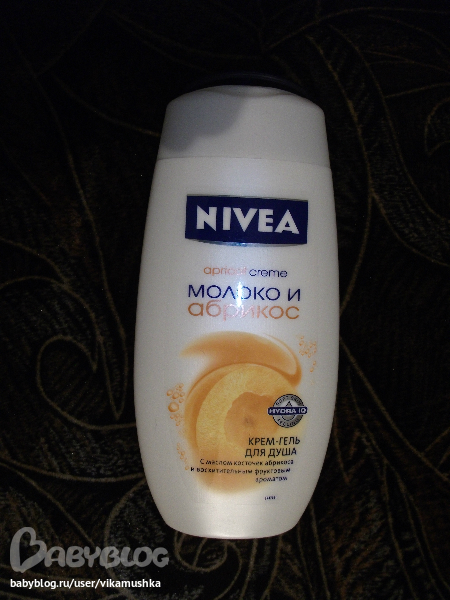 NIVEA
apricot creme
МОЛОКО И
абрикос
HYDRA IQ
КРЕМ-ГЕЛЬ
ДЛЯ ДУША
С маслом косточек абрикоса
и восхитительным фруктовым
ароматом
BABYBLOG
babyblog.ru/user/vikamushka